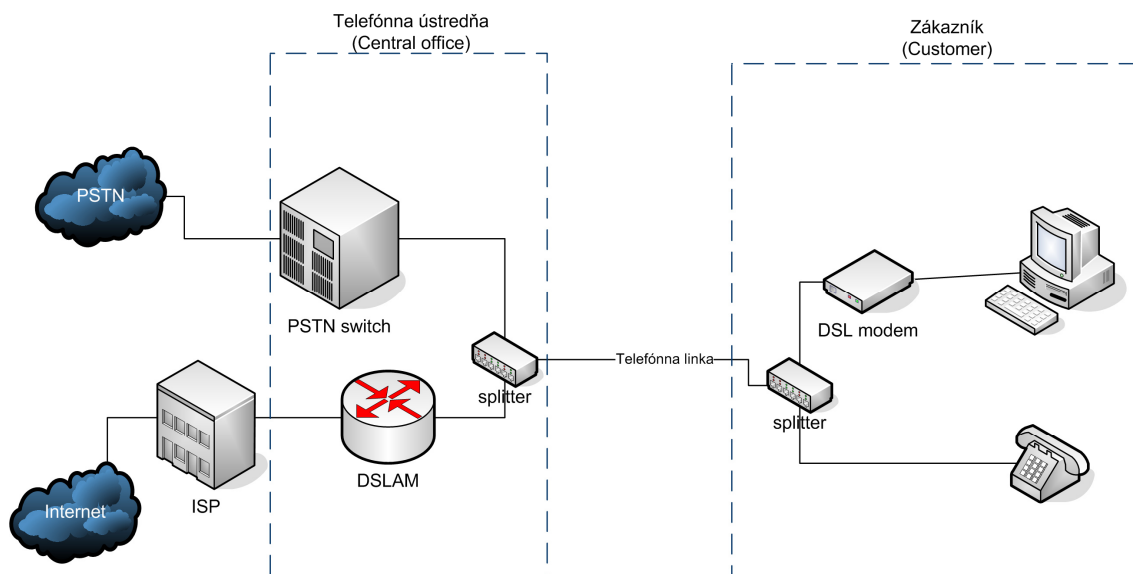 Telefónna ústredňa
(Central office)
Zákazník
(Customer)
PSTN
PSTN switch
DSL modem
Telefónna linka
splitter
splitter
ISP
DSLAM
Internet